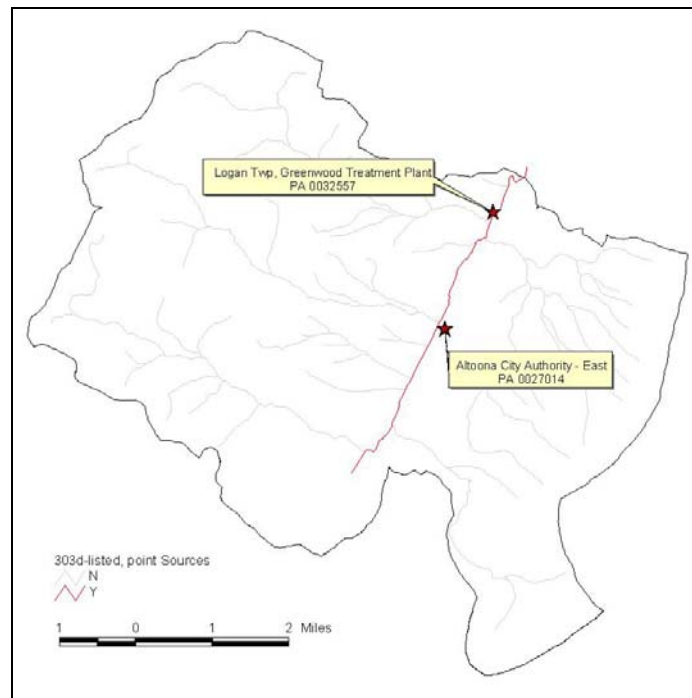 Logan Twp, Greenwood Treatment Plant
PA 0032557
Altoona City Authority - East
PA 0027014
303d-listed, point Sources
N
Y
1 0 1 2 Miles